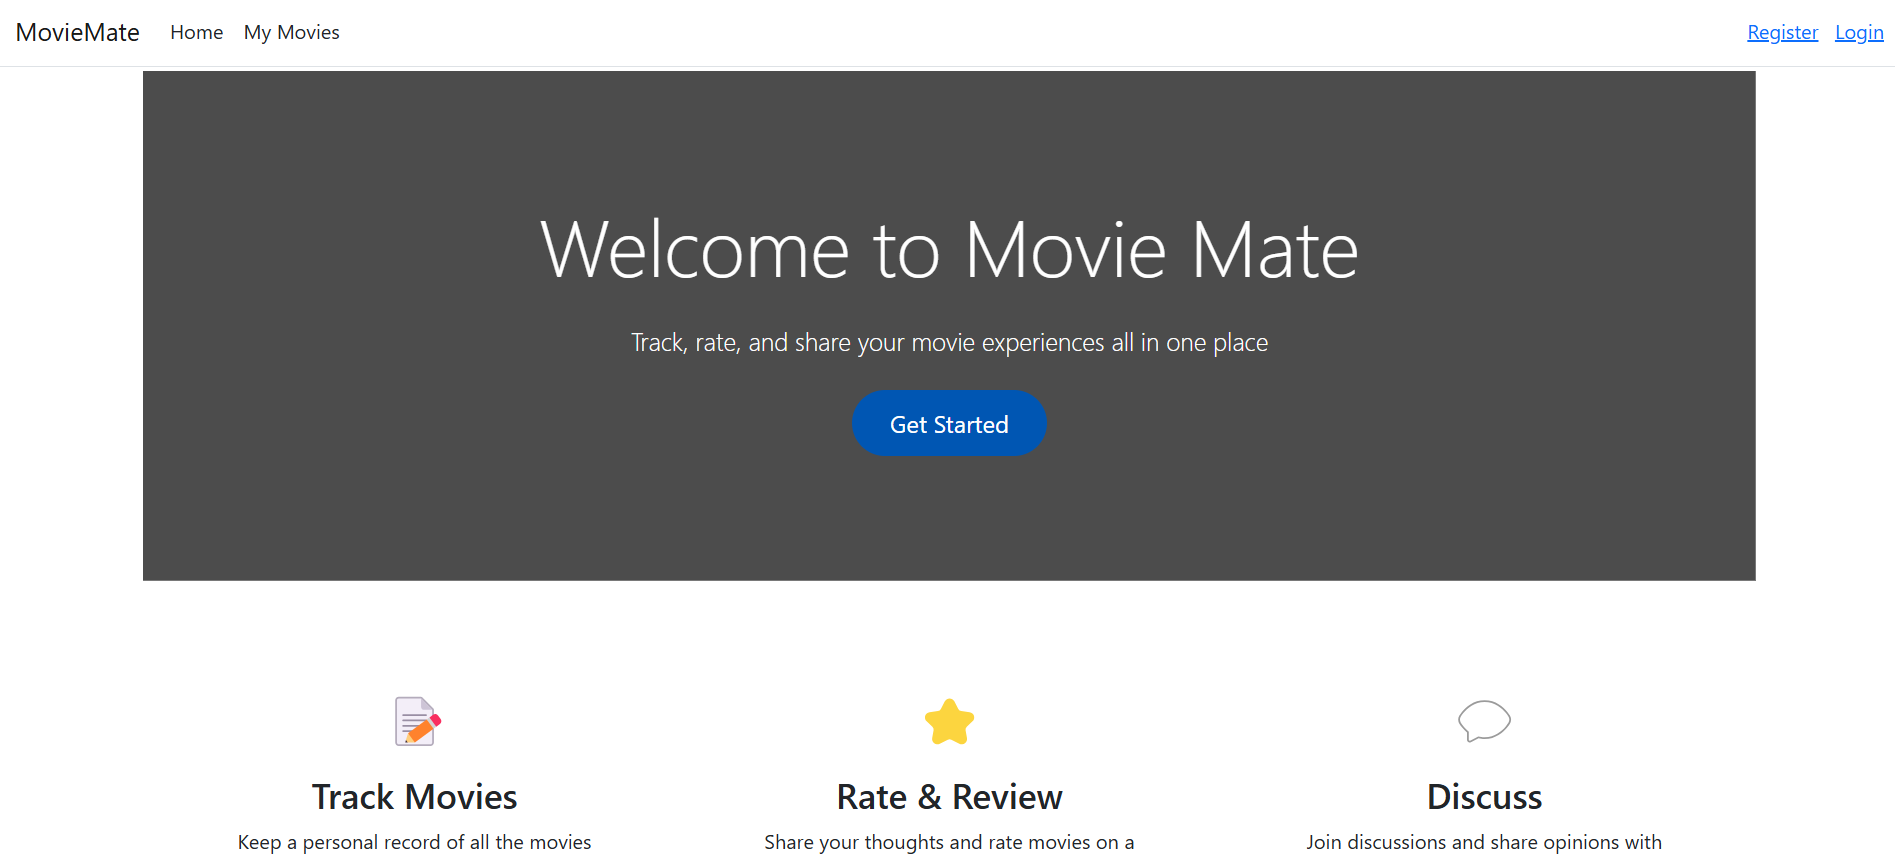 MovieMate Home My Movies Register Login
Welcome to Movie Mate
Track, rate, and share your movie experiences all in one place
Get Started
Track Movies
Keep a personal record of all the movies
Rate & Review
Share your thoughts and rate movies on a
Discuss
Join discussions and share opinions with